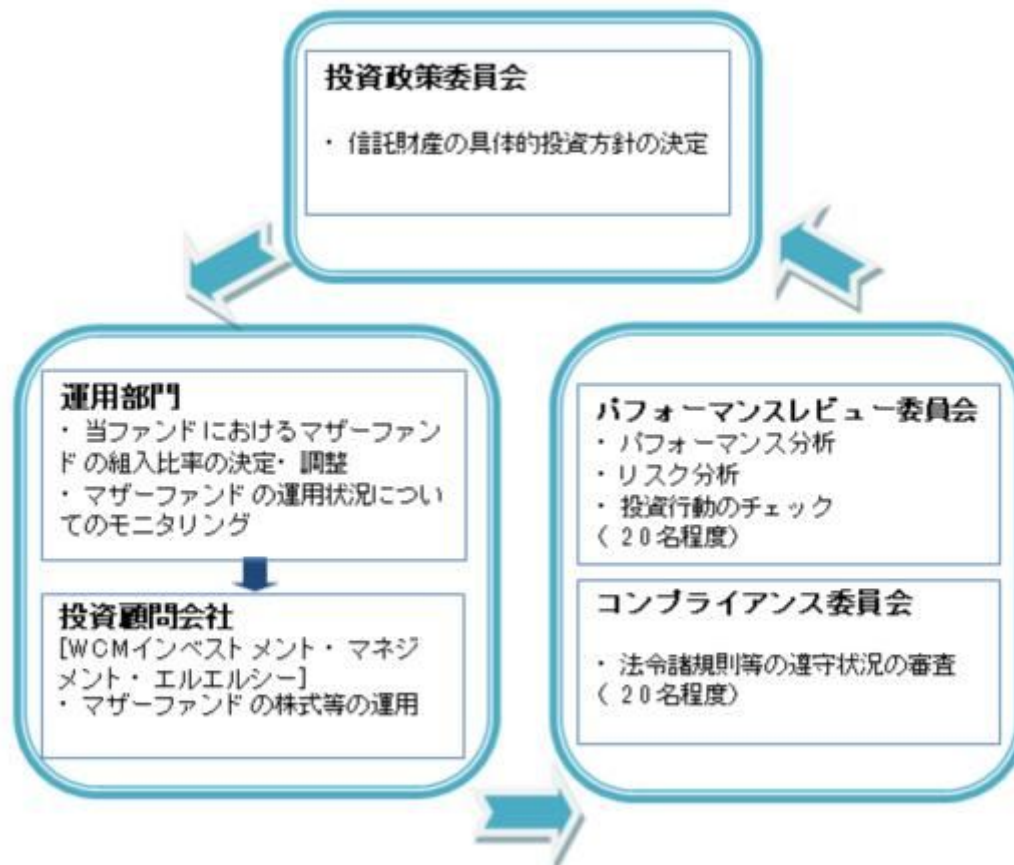 投資政策委員会
・ 信託財産の具体的投資方針の決定
運用部門
・ 当ファンドにおけるマザーファン
ドの組入比率の決定・調整
・ マザーファンドの運用状況につい
てのモニタリング
投資顧問会社
[WCMインベストメント・マネジ
メント・エルエルシー]
・ マザーファンドの株式等の運用
パフォーマンスレビュー委員会
・ パフォーマンス分析
・ リスク分析
・ 投資行動のチェック
（20名程度）
コンプライアンス委員会
・ 法令諸規則等の遵守状況の審査
（20名程度）